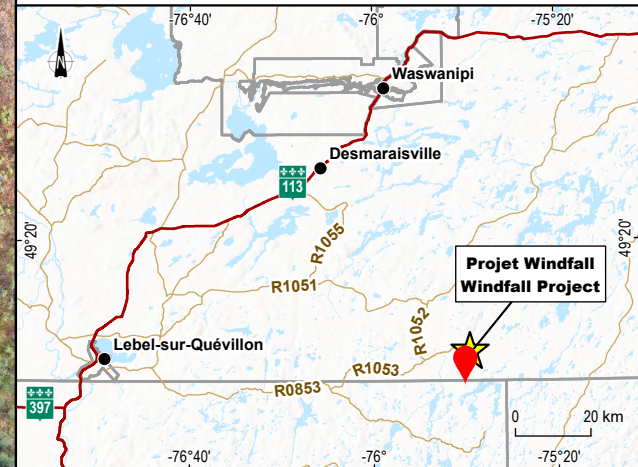 -76°40'
-76°
-75°20'
Waswanipi
Desmaraisville
113
49°20'
49°20'
R1055
Projet Windfall
Windfall Project
R1051
R1052
Lebel-sur-Quévillon
R1053
R0853
397
0 20 km
-76°40'
-76°
-75°20'